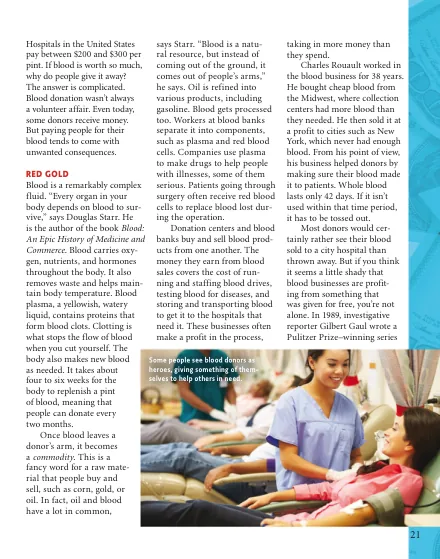 Hospitals in the United States
pay between $200 and $300 per
pint. If blood is worth so much,
why do people give it away?
The answer is complicated.
Blood donation wasn't always
a volunteer affair. Even today,
some donors receive money.
But paying people for their
blood tends to come with
unwanted consequences.
RED GOLD
Blood is a remarkably complex
fluid. “Every organ in your
body depends on blood to sur-
vive,” says Douglas Starr. He
is the author of the book Blood:
An Epic History of Medicine and
Commerce. Blood carries oxy-
gen, nutrients, and hormones
throughout the body. It also
removes waste and helps main-
tain body temperature. Blood
plasma, a yellowish, watery
liquid, contains proteins that
form blood clots. Clotting is
what stops the flow of blood
when you cut yourself. The
body also makes new blood
as needed. It takes about
four to six weeks for the
body to replenish a pint
of blood, meaning that
people can donate every
two months.
Once blood leaves a
donor's arm, it becomes
a commodity. This is a
fancy word for a raw mate-
rial that people buy and
sell, such as corn, gold, or
oil. In fact, oil and blood
have a lot in common,
says Starr. “Blood is a natu-
ral resource, but instead of
coming out of the ground, it
comes out of people's arms,”
he says. Oil is refined into
various products, including
gasoline. Blood gets processed
too. Workers at blood banks
separate it into components,
such as plasma and red blood
cells. Companies use plasma
to make drugs to help people
with illnesses, some of them
serious. Patients going through
surgery often receive red blood
cells to replace blood lost dur-
ing the operation.
Donation centers and blood
banks buy and sell blood prod-
ucts from one another. The
money they earn from blood
sales covers the cost of run-
ning and staffing blood drives,
testing blood for diseases, and
storing and transporting blood
to get it to the hospitals that
need it. These businesses often
make a profit in the process,
taking in more money than
they spend.
Charles Rouault worked in
the blood business for 38 years.
He bought cheap blood from
the Midwest, where collection
centers had more blood than
they needed. He then sold it at
a profit to cities such as New
York, which never had enough
blood. From his point of view,
his business helped donors by
making sure their blood made
it to patients. Whole blood
lasts only 42 days. If it isn't
used within that time period,
it has to be tossed out.
Most donors would cer-
tainly rather see their blood
sold to a city hospital than
thrown away. But if you think
it seems a little shady that
blood businesses are profit-
ing from something that
was given for free, you're not
alone. In 1989, investigative
reporter Gilbert Gaul wrote a
Pulitzer Prize–winning series
Some people see blood donors as
heroes, giving something of them-
selves to help others in need.
21